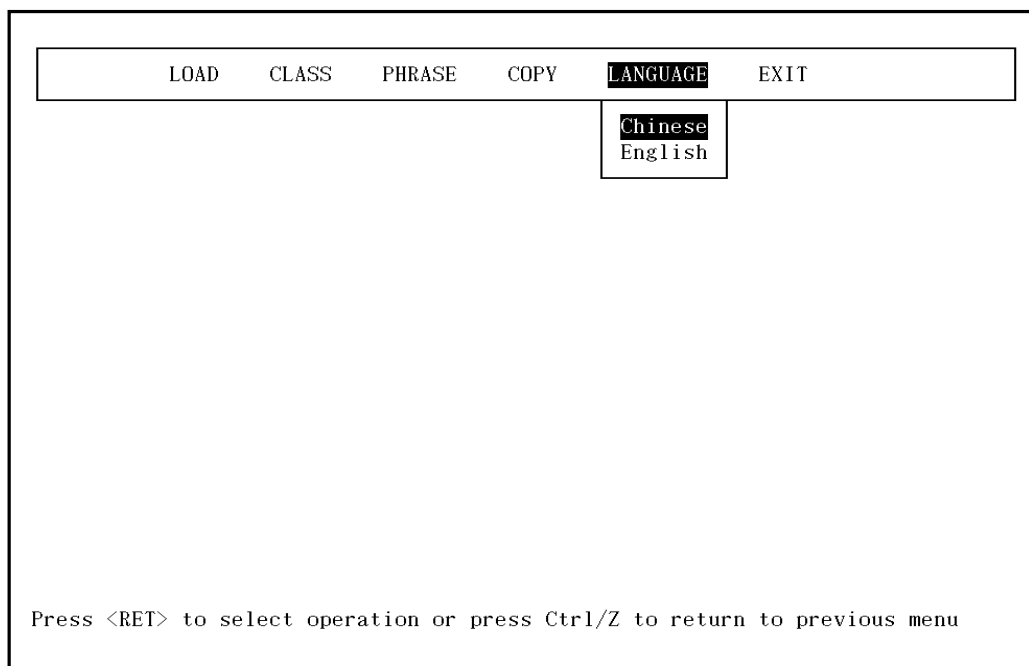 LOAD CLASS PHRASE COPY LANGUAGE EXIT
Chinese
English
Press <RET> to select operation or press Ctrl/Z to return to previous menu